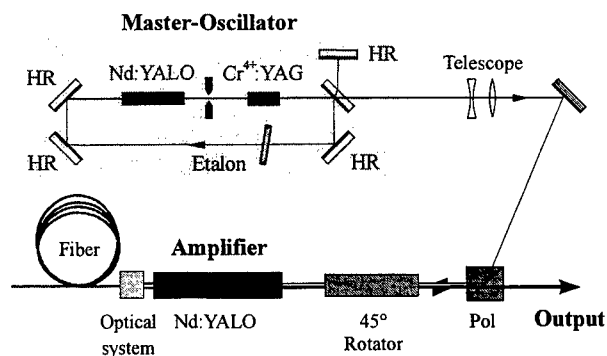 Master-Oscillator
HR
Nd:YALO
Cr4+:YAG
HR
Telescope
HR
Etalon
HR
Fiber
Amplifier
Optical
system
Nd:YALO
45°
Rotator
Pol
Output